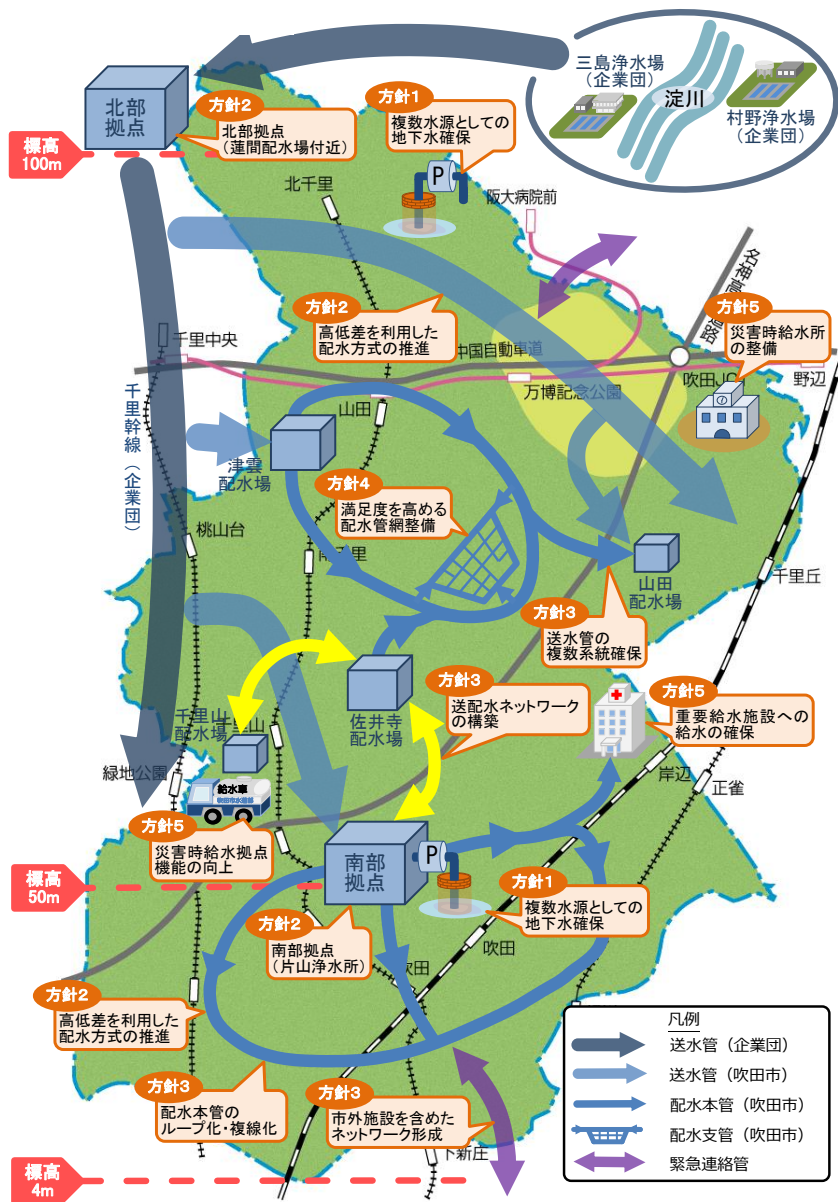 三島浄水場
（企業団）
淀川
村野浄水場
（企業団）
北部
拠点
方針2
北部拠点
（蓮間配水場付近）
方針1
複数水源としての
地下水確保
標高
100m
P
北千里
阪大病院前
方針2
高低差を利用した
配水方式の推進
方針5
災害時給水所
の整備
千里中央
中国自動車道
吹田JCT
野辺
万博記念公園
山田
千里幹線（企業団）
津雲
配水場
方針4
満足度を高める
配水管網整備
桃山台
南千里
山田
配水場
千里丘
方針3
送水管の
複数系統確保
方針3
送配水ネットワーク
の構築
方針5
重要給水施設への
給水の確保
千里山
配水場
千里山
佐井寺
配水場
緑地公園
給水車
吹田市水道部
岸辺
正雀
方針5
災害時給水拠点
機能の向上
南部
拠点
P
標高
50m
方針1
複数水源としての
地下水確保
方針2
南部拠点
（片山浄水所）
吹田
吹田
方針2
高低差を利用した
配水方式の推進
方針3
配水本管の
ループ化・複線化
方針3
市外施設を含めた
ネットワーク形成
下新庄
標高
4m
凡例
送水管（企業団）
送水管（吹田市）
配水本管（吹田市）
配水支管（吹田市）
緊急連絡管